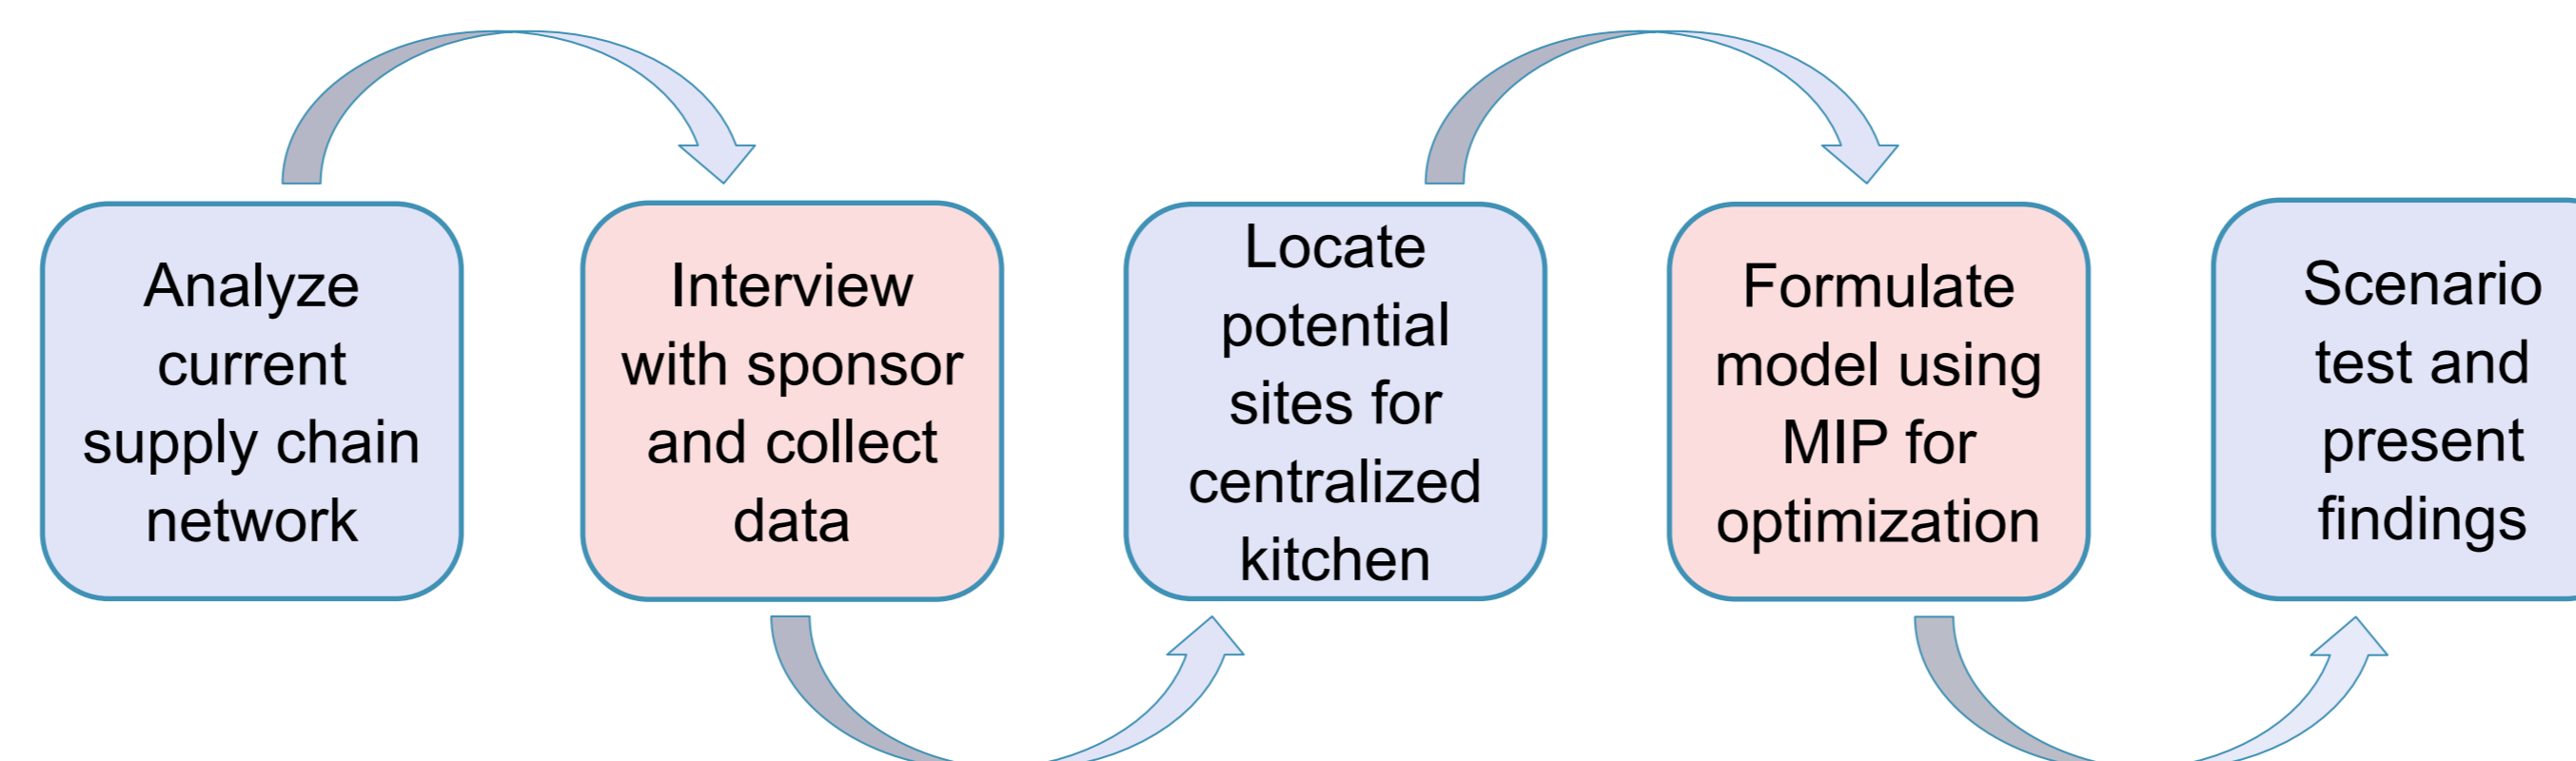 Analyze
current
supply chain
network
Interview
with sponsor
and collect
data
Locate
potential
sites for
centralized
kitchen
Formulate
model using
MIP for
optimization
Scenario
test and
present
findings